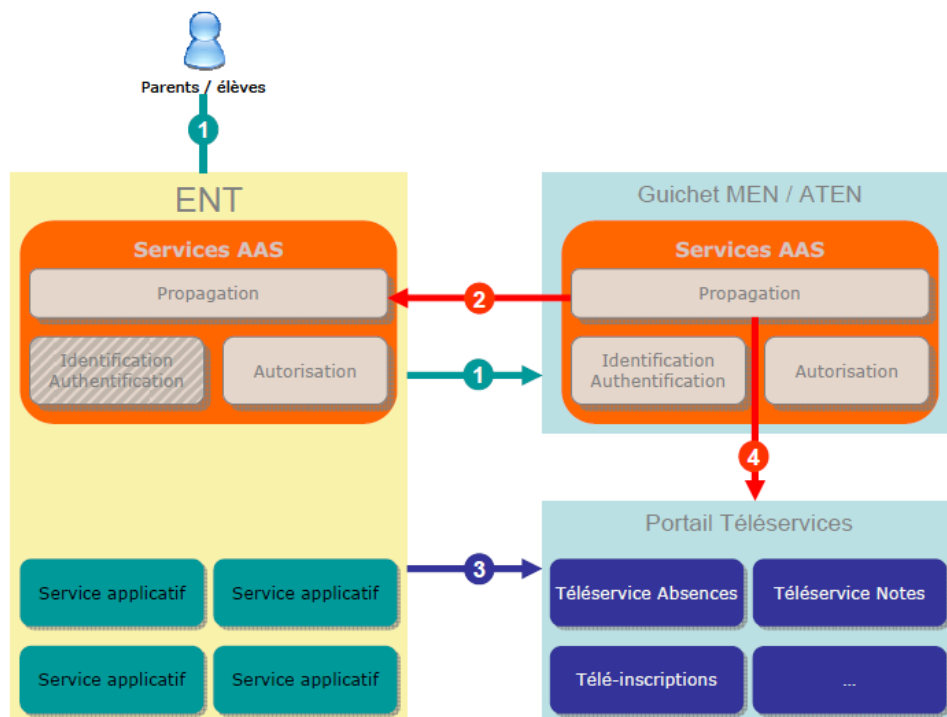 Parents / élèves
1
ENT
Guichet MEN / ATEN
Services AAS
Services AAS
Propagation
2
Propagation
Identification
Authentification
Autorisation
1
Identification
Authentification
Autorisation
4
Portail Téléservices
Service applicatif
Service applicatif
3
Téléservice Absences
Téléservice Notes
Service applicatif
Service applicatif
Télé-inscriptions
...